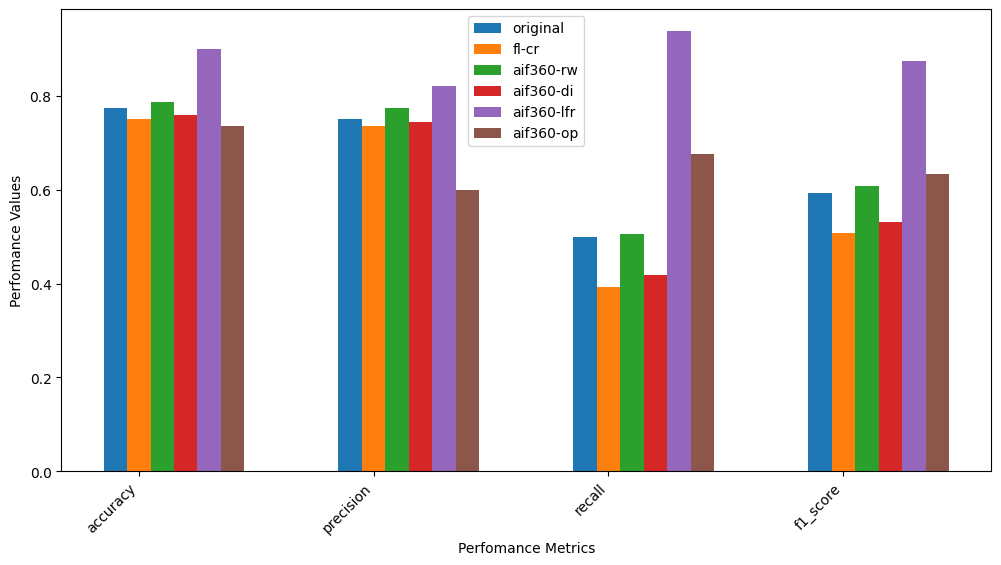 original
fl-cr
aif360-rw
aif360-di
aif360-lfr
aif360-op
Perfomance Values
0.8
0.6
0.4
0.2
0.0
accuracy
precision
recall
f1_score
Perfomance Metrics